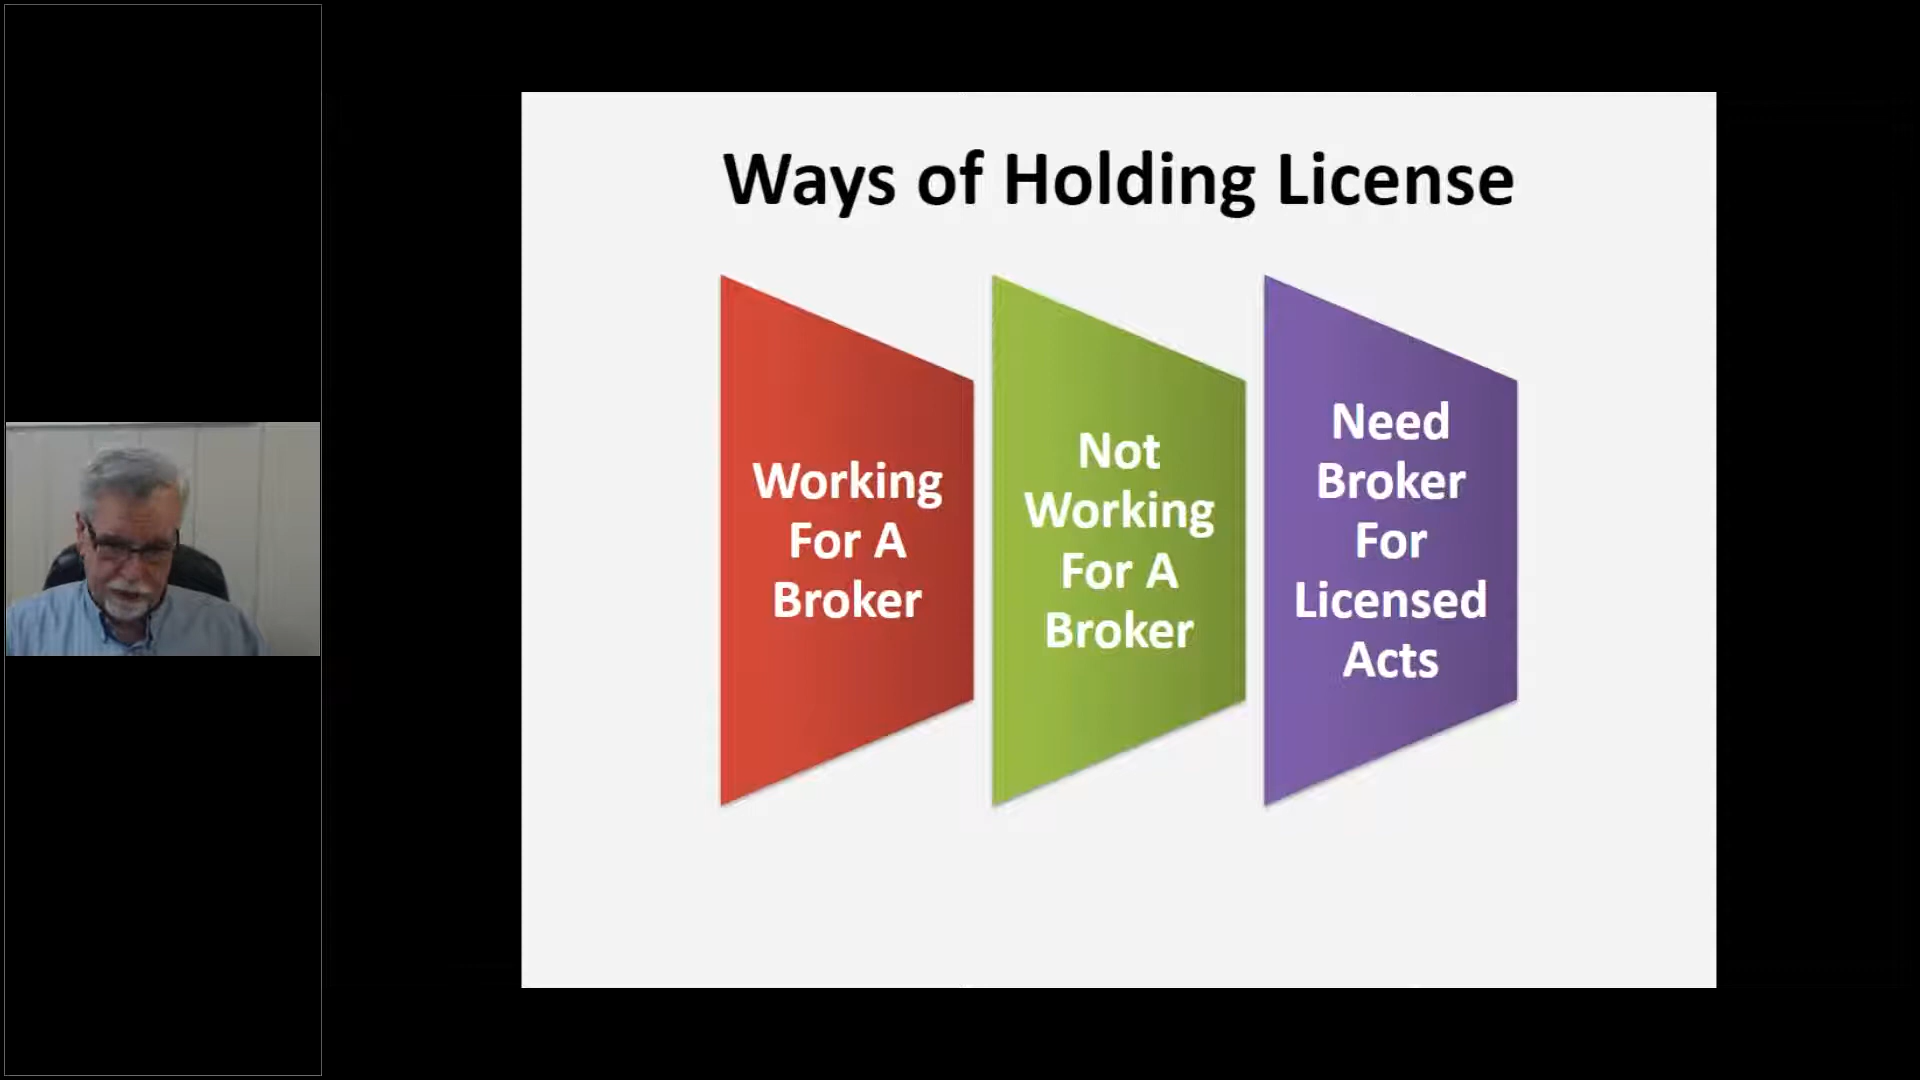 Ways of Holding License
Working
For A
Broker
Not
Working
For A
Broker
Need
Broker
For
Licensed
Acts